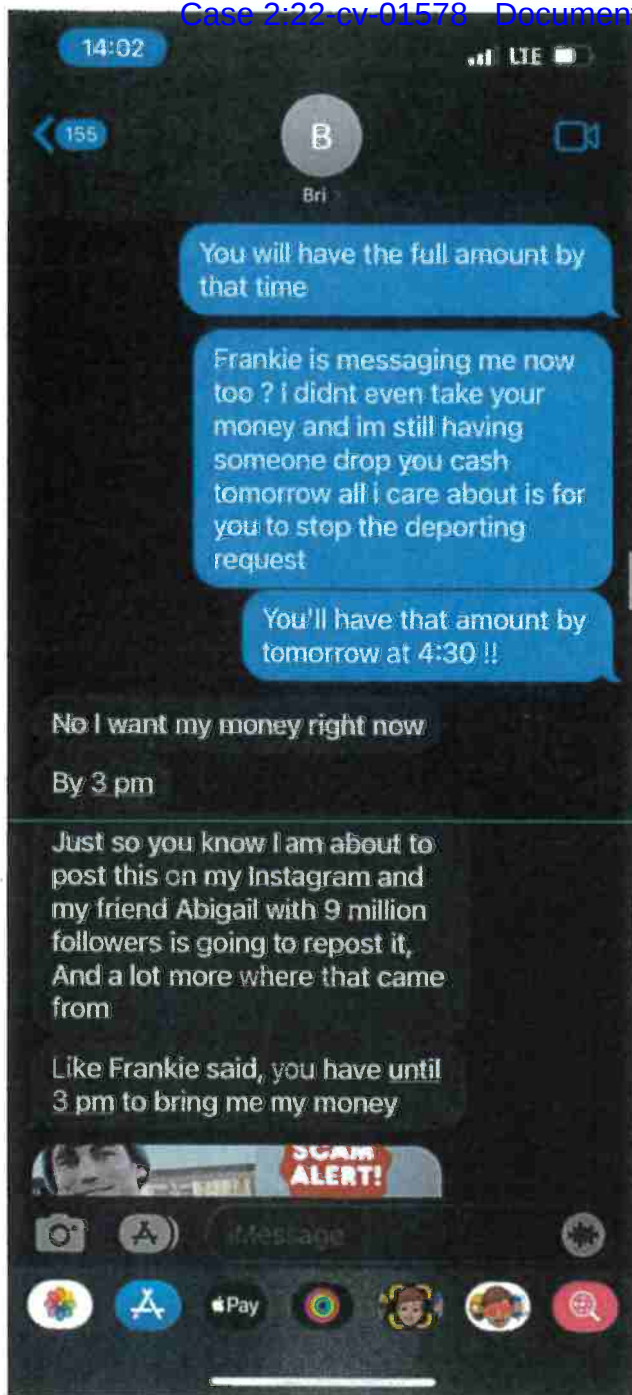 Case 2:22-cv-01578 Document
14:02
LTE
155
B
Bri
You will have the full amount by
that time
Frankie is messaging me now
too ? i didnt even take your
money and im still having
someone drop you cash
tomorrow all i care about is for
you to stop the deporting
request
You'll have that amount by
tomorrow at 4:30 !!
No I want my money right now
By 3 pm
Just so you know I am about to
post this on my Instagram and
my friend Abigail with 9 million
followers is going to repost it,
And a lot more where that came
from
Like Frankie said, you have until
3 pm to bring me my money
SCAM
ALERT!
iMessage
Pay